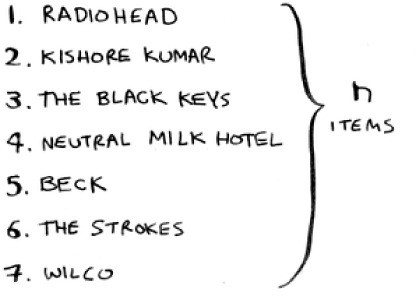 1. RADIOHEAD
2. KISHORE KUMAR
3. THE BLACK KEYS
4. NEUTRAL MILK HOTEL
5. BECK
6. THE STROKES
7. WILCO
n
ITEMS